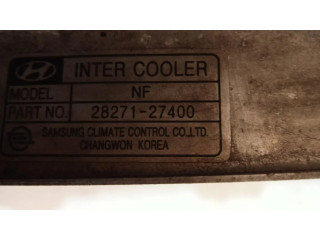 INTER COOLER
MODEL NF
PART NO. 28271-27400
SAMSUNG CLIMATE CONTROL CO.,LTD.
CHANGWON KOREA